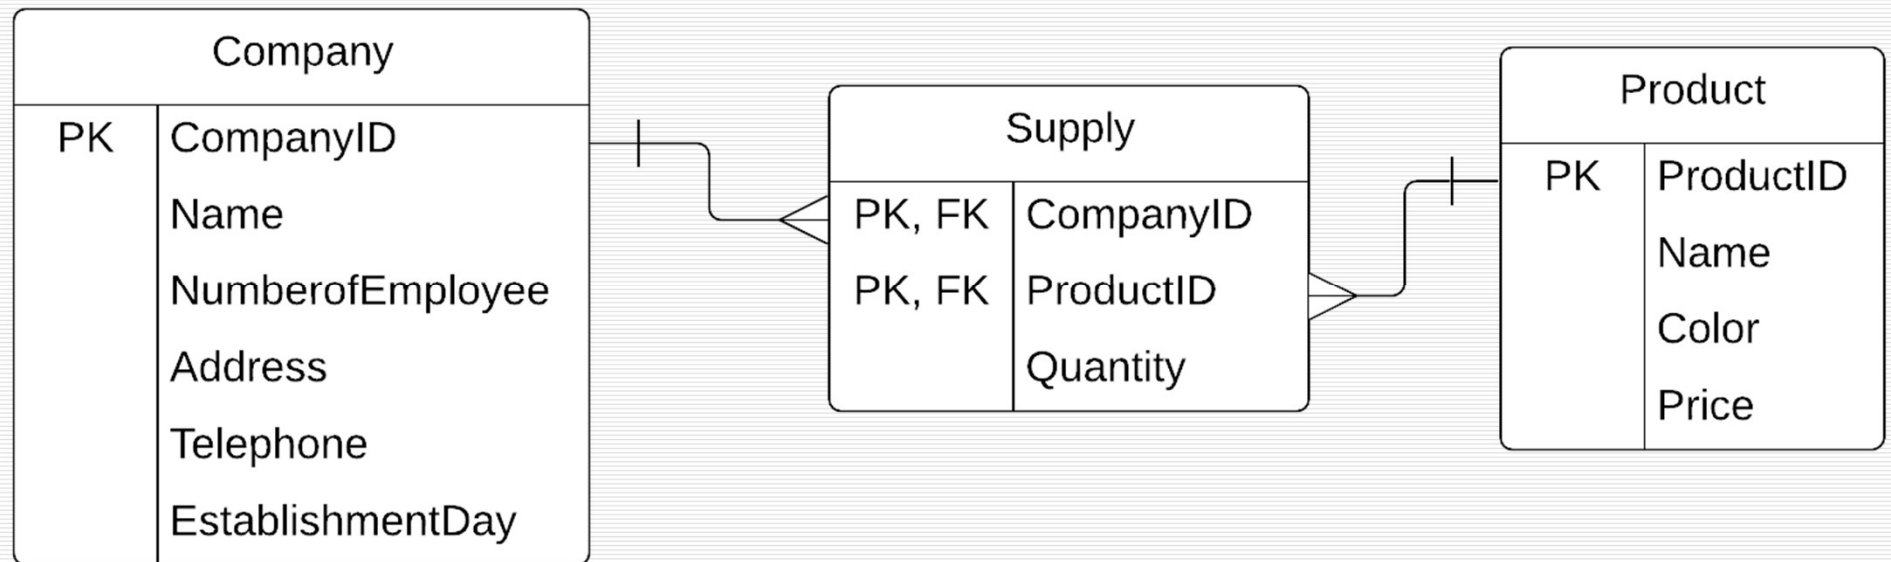 Company
PK CompanyID
Name
NumberofEmployee
Address
Telephone
EstablishmentDay
Supply
PK, FK CompanyID
PK, FK ProductID
Quantity
Product
PK ProductID
Name
Color
Price